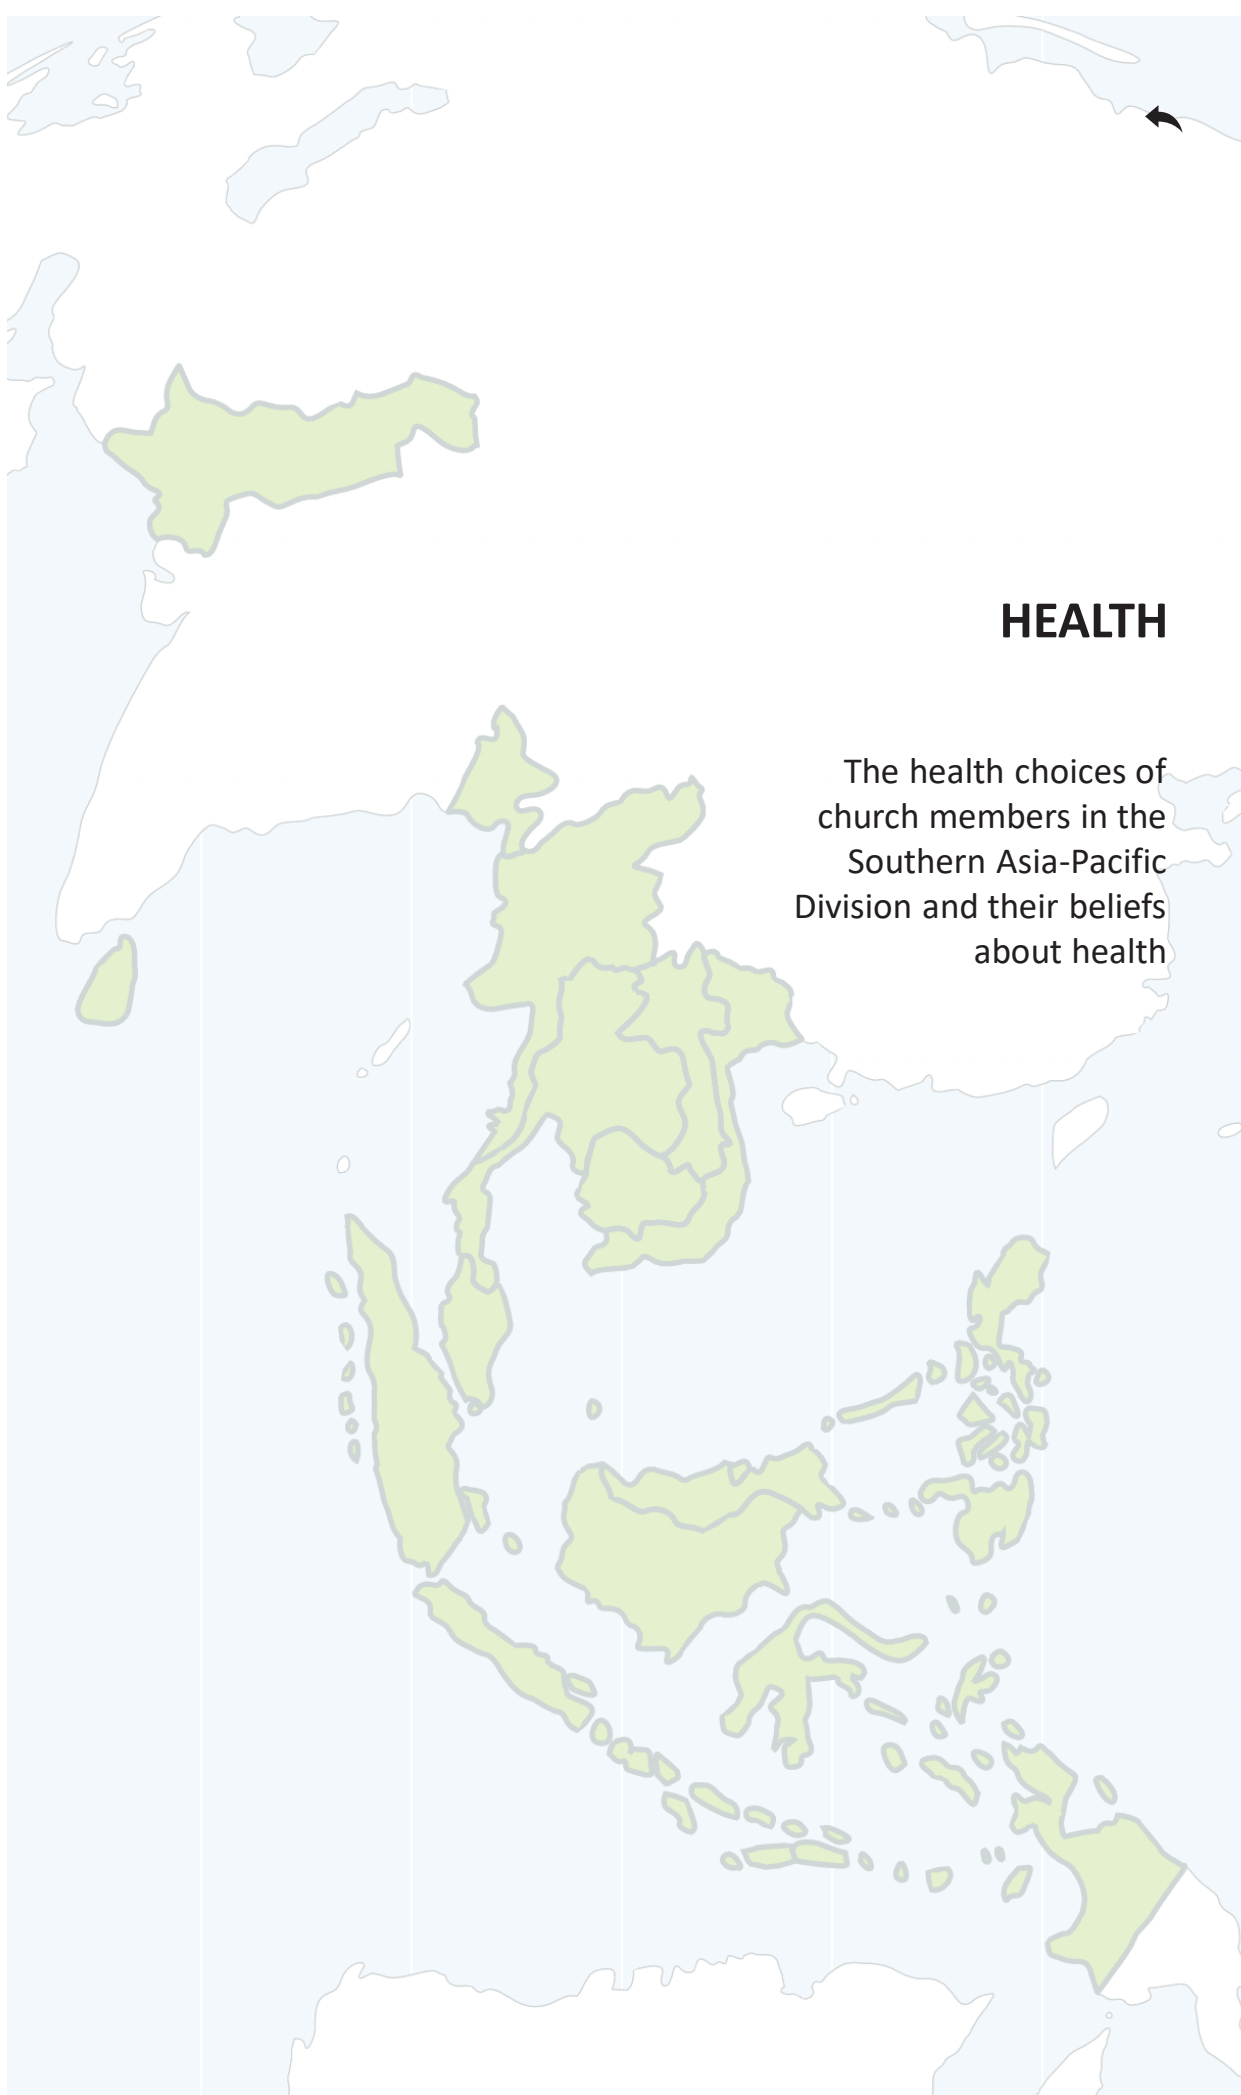 HEALTH
The health choices of
church members in the
Southern Asia-Pacific
Division and their beliefs
about health